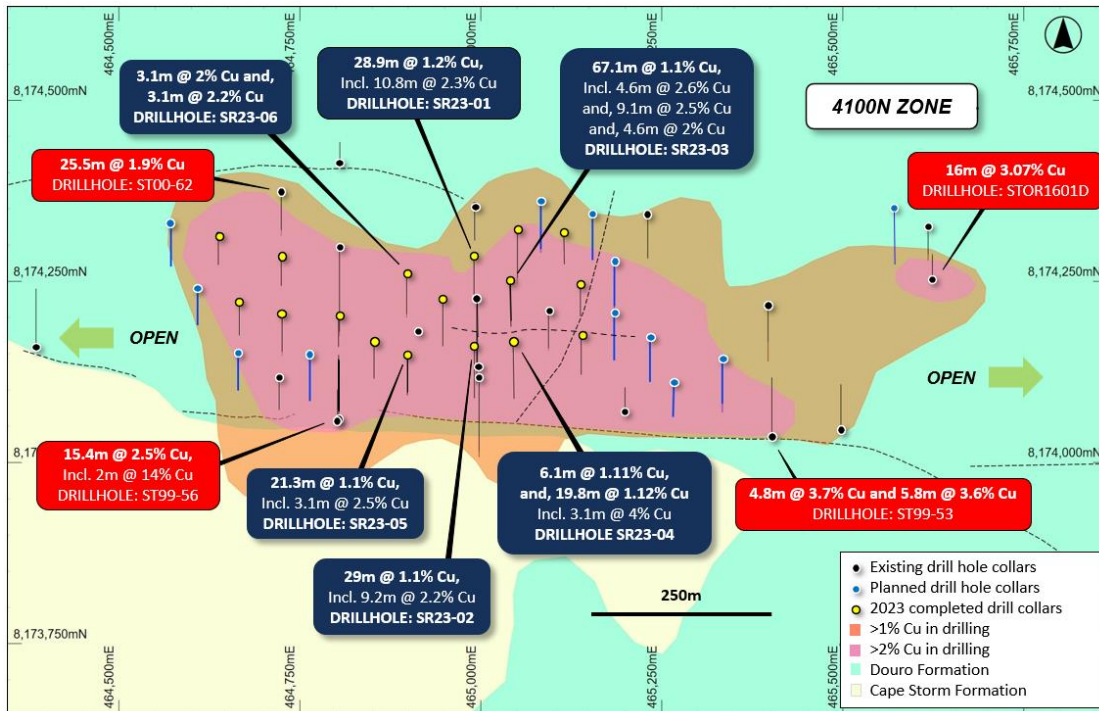 464,500mE
464,750mE
465,000mE
465,250mE
465,500mE
465,750mE
8,174,500mN
8,174,500mN
4100N ZONE
3.1m @ 2% Cu and,
3.1m @ 2.2% Cu
DRILLHOLE: SR23-06
28.9m @ 1.2% Cu,
Incl. 10.8m @ 2.3% Cu
DRILLHOLE: SR23-01
67.1m @ 1.1% Cu,
Incl. 4.6m @ 2.6% Cu
and, 9.1m @ 2.5% Cu
and, 4.6m @ 2% Cu
DRILLHOLE: SR23-03
25.5m @ 1.9% Cu
DRILLHOLE: ST00-62
16m @ 3.07% Cu
DRILLHOLE: STOR1601D
8,174,250mN
8,174,250mN
OPEN
OPEN
15.4m @ 2.5% Cu,
Incl. 2m @ 14% Cu
DRILLHOLE: ST99-56
21.3m @ 1.1% Cu,
Incl. 3.1m @ 2.5% Cu
DRILLHOLE: SR23-05
29m @ 1.1% Cu,
Incl. 9.2m @ 2.2% Cu
DRILLHOLE: SR23-02
6.1m @ 1.11% Cu,
and, 19.8m @ 1.12% Cu
Incl. 3.1m @ 4% Cu
DRILLHOLE SR23-04
4.8m @ 3.7% Cu and 5.8m @ 3.6% Cu
DRILLHOLE: ST99-53
8,174,000mN
8,173,750mN
250m
Existing drill hole collars
Planned drill hole collars
2023 completed drill collars
>1% Cu in drilling
>2% Cu in drilling
Douro Formation
Cape Storm Formation
464,500mE
464,750mE
465,000mE
465,250mE
465,500mE